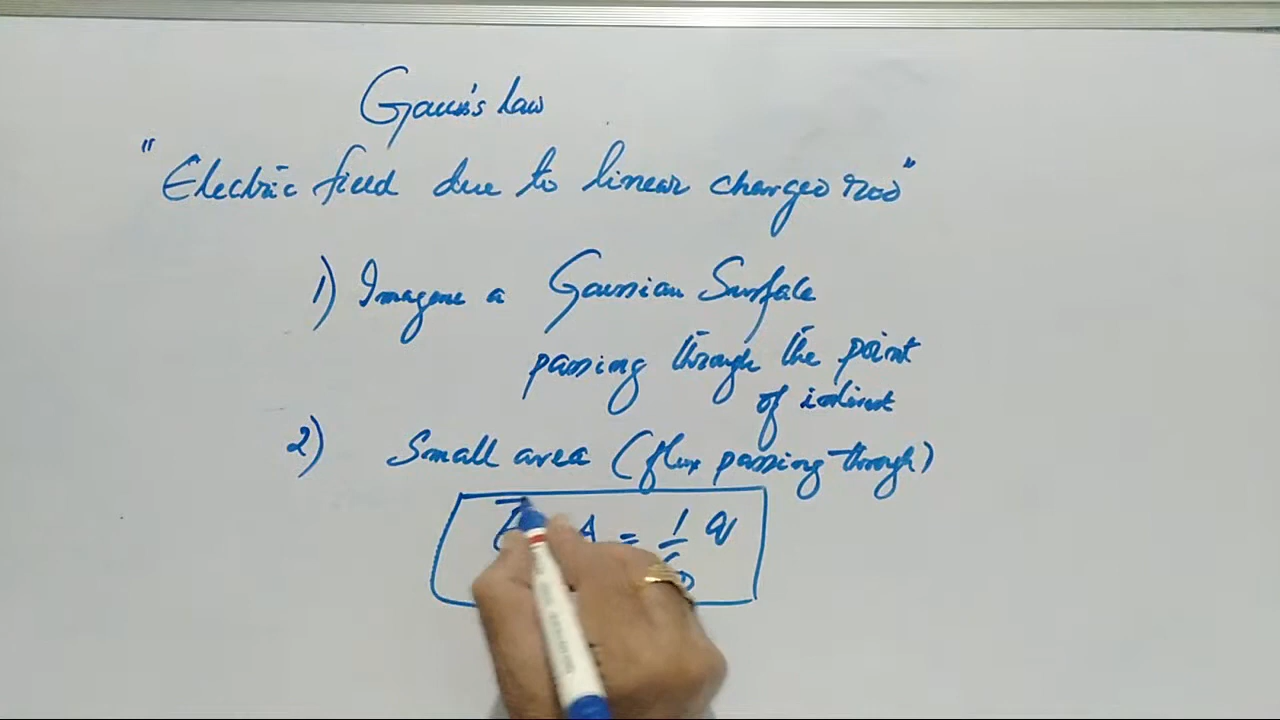 Gauss's Law
"Electric field due to linear charged rod"
1) Imagine a Gaussian Surface
passing through the point
of
2) Small area (flux passing through)
A = 1/ε0 q